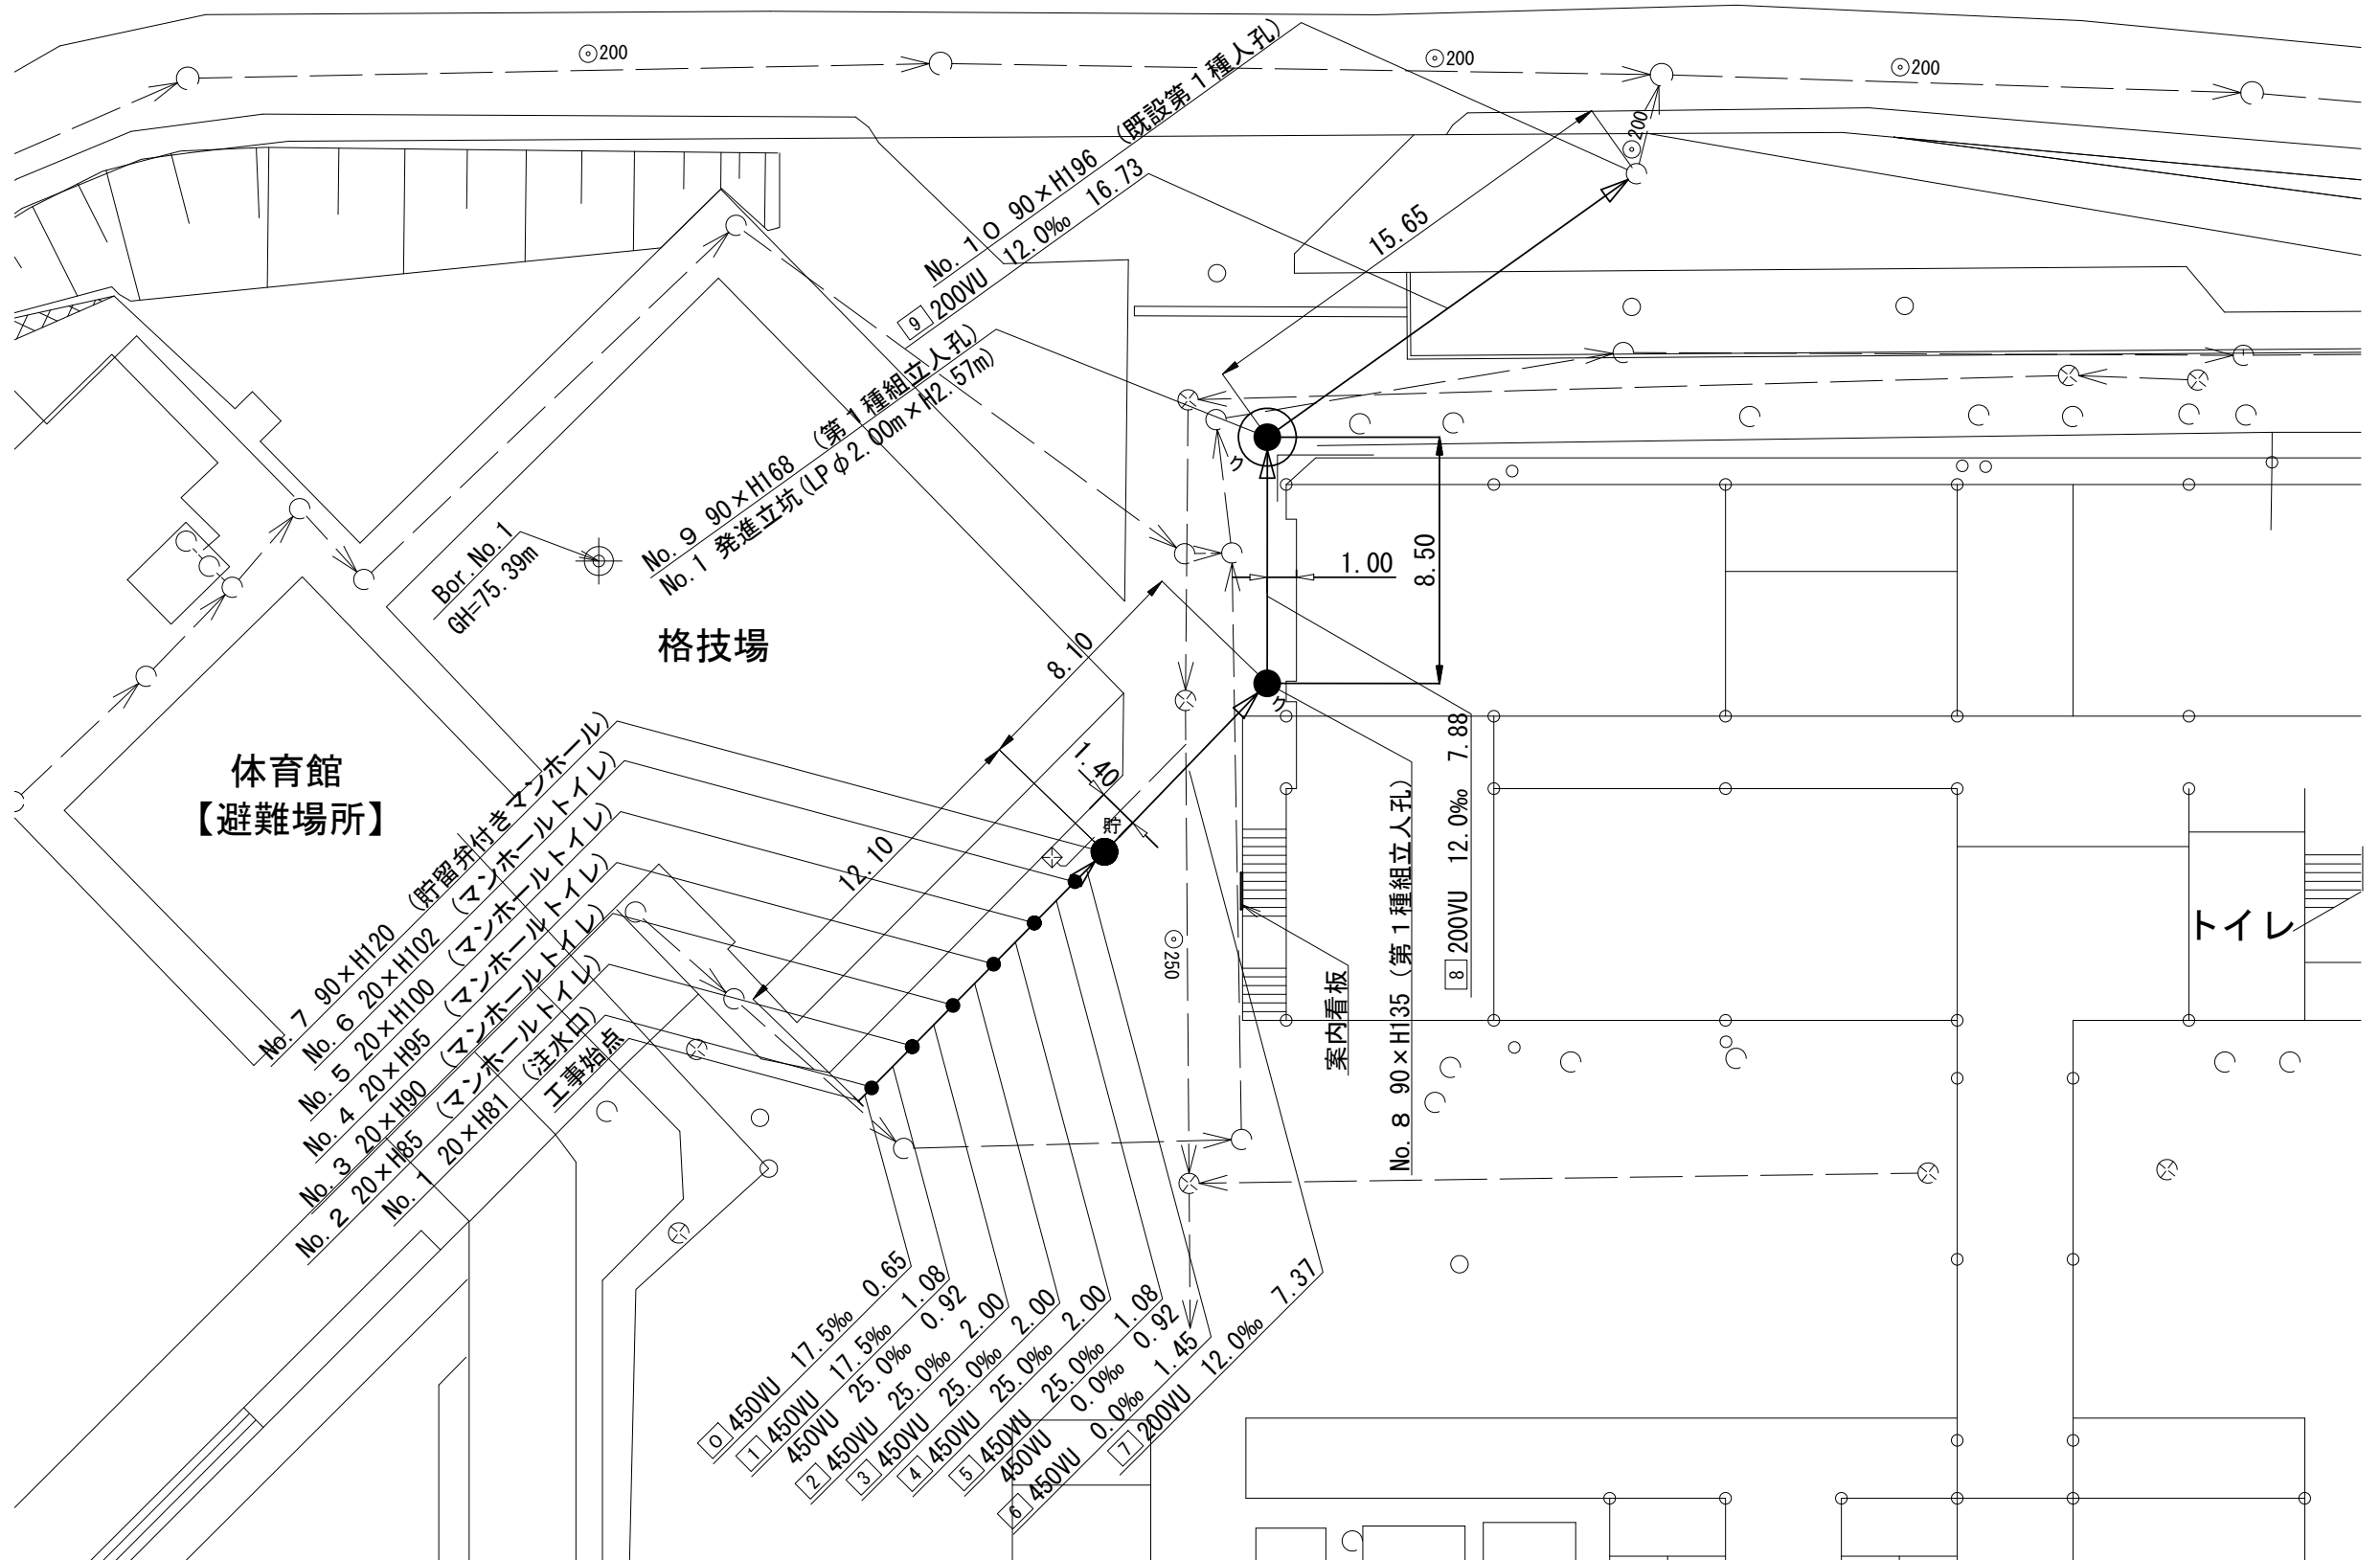 ⊙200
⊙200
⊙200
⊙200
No.１０ 90×H196 （既設第１種人孔）
9 200VU 12.0‰ 16.73
15.65
No.９ 90×H168 （第１種組立人孔）
No.1 発進立坑(LPφ2.00m×H2.57m)
Bor.No.1
GH=75.39m
格技場
ク
1.00
8.50
8.10
ク
体育館
【避難場所】
1.40
貯
12.10
No.７ 90×H120 （貯留弁付きマンホール）
No.６ 20×H102 （マンホールトイレ）
No.５ 20×H100 （マンホールトイレ）
No.４ 20×H95 （マンホールトイレ）
No.３ 20×H90 （マンホールトイレ）
No.２ 20×H85 （マンホールトイレ）
No.１ 20×H81 （注水口）
工事始点
⊙250
案内看板
No.８ 90×H135 （第１種組立人孔）
8 200VU 12.0‰ 7.88
トイレ
0 450VU 17.5‰ 0.65
1 450VU 17.5‰ 1.08
450VU 25.0‰ 0.92
2 450VU 25.0‰ 2.00
3 450VU 25.0‰ 2.00
4 450VU 25.0‰ 2.00
5 450VU 25.0‰ 1.08
450VU 0.0‰ 0.92
6 450VU 0.0‰ 1.45
7 200VU 12.0‰ 7.37